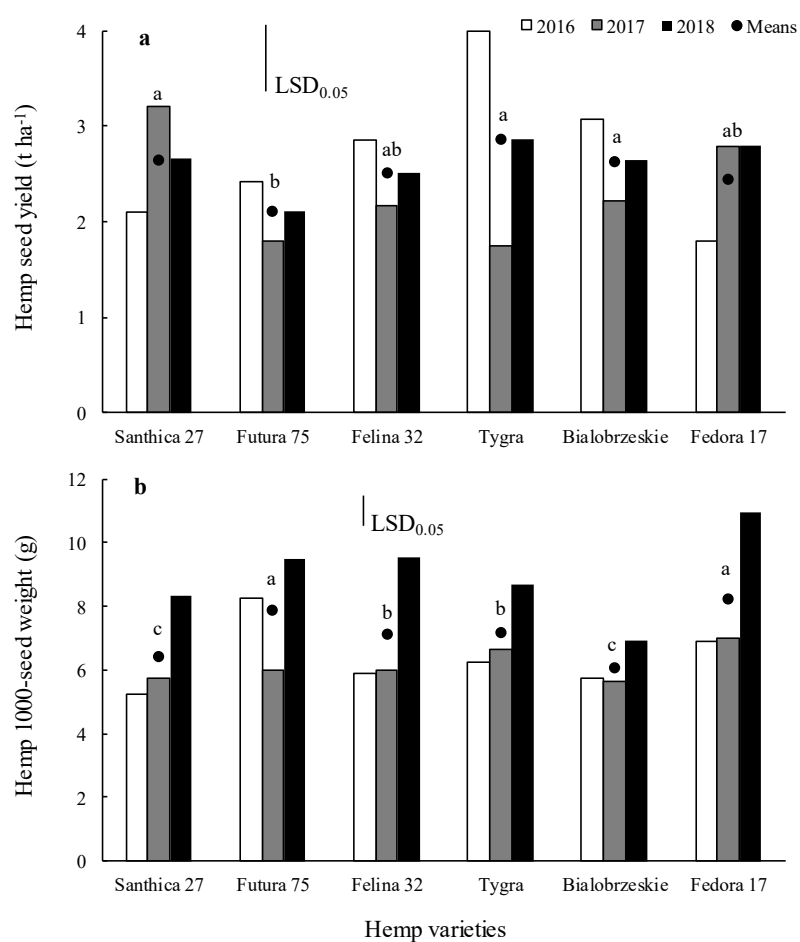 2016 2017 2018 Means
a
LSD0.05
Hemp seed yield (t ha-1)
4
3
2
1
0
a
b
ab
a
a
ab
Santhica 27 Futura 75 Felina 32 Tygra Bialobrzeskie Fedora 17
b
LSD0.05
Hemp 1000-seed weight (g)
12
10
8
6
4
2
0
c
a
b
b
c
a
Santhica 27 Futura 75 Felina 32 Tygra Bialobrzeskie Fedora 17
Hemp varieties